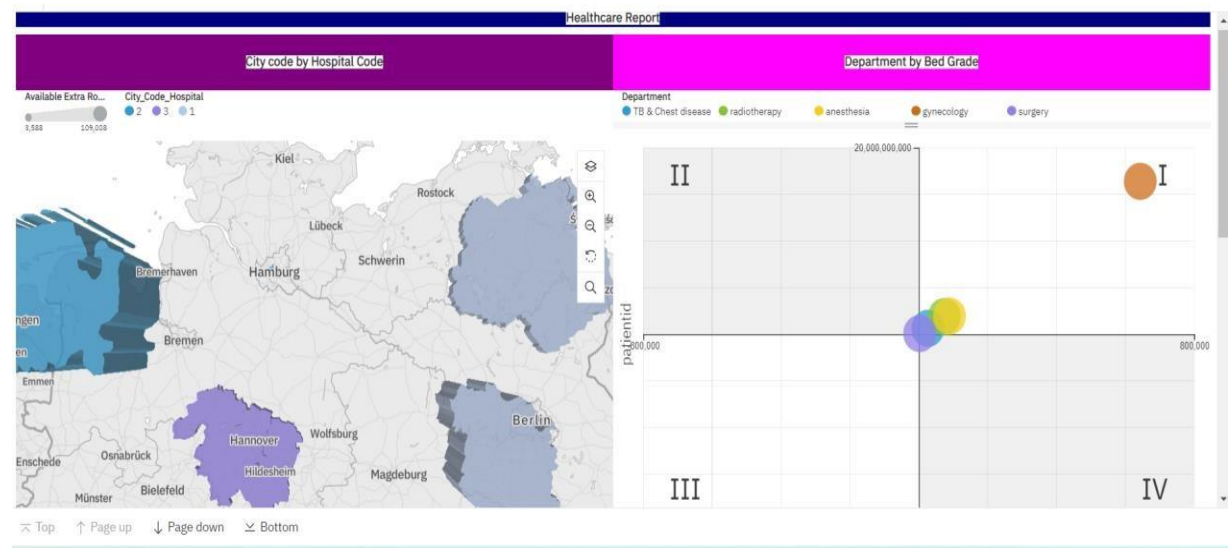 Healthcare Report
City code by Hospital Code
Department by Bed Grade
Available Extra Ro...
City_Code_Hospital
2 3 1
3,588 109,008
Department
TB & Chest disease radiotherapy anesthesia gynecology surgery
Kiel
Rostock
Lübeck
Schwerin
Bremerhaven
Hamburg
ngen
Bremen
en
Emmen
Berlin
Hannover
Wolfsburg
Enschede
Osnabrück
Hildesheim
Magdeburg
Bielefeld
Münster
20,000,000,000
II
I
patientid
800,000
800,000
III
IV
Top Page up Page down Bottom